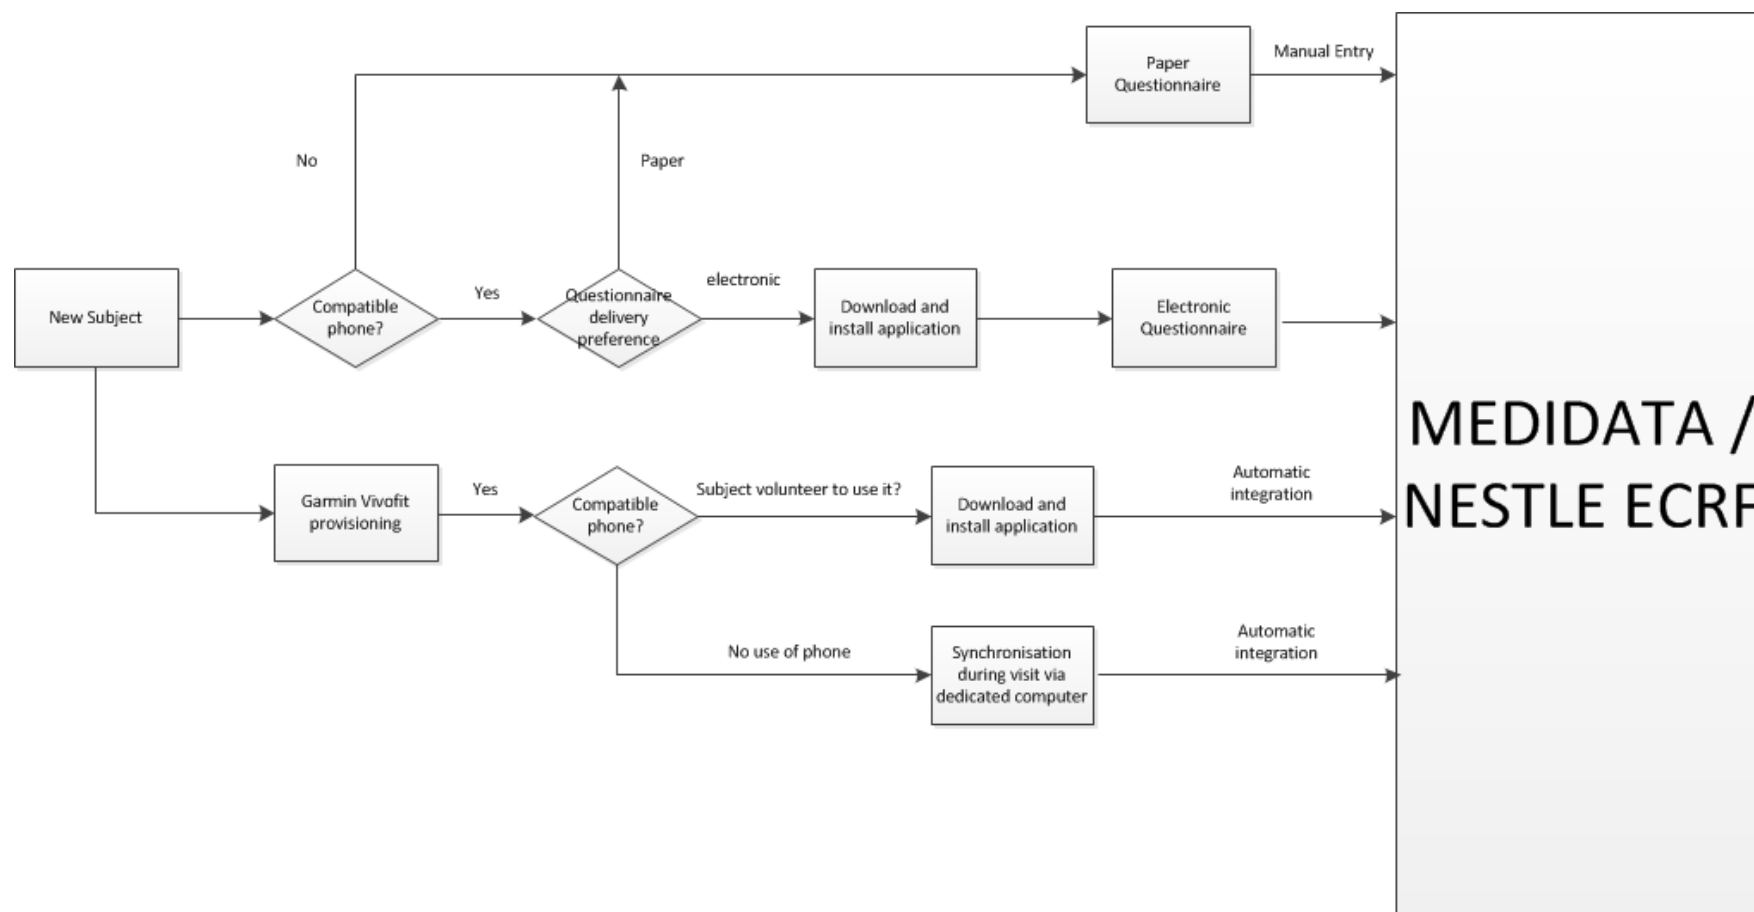 Paper
Questionnaire
Manual Entry
No
Paper
New Subject
Compatible
phone?
Yes
Questionnaire
delivery
preference
electronic
Download and
install application
Electronic
Questionnaire
MEDIDATA /
NESTLE ECRF
Garmin Vivofit
provisioning
Yes
Compatible
phone?
Subject volunteer to use it?
Download and
install application
Automatic
integration
No use of phone
Synchronisation
during visit via
dedicated computer
Automatic
integration